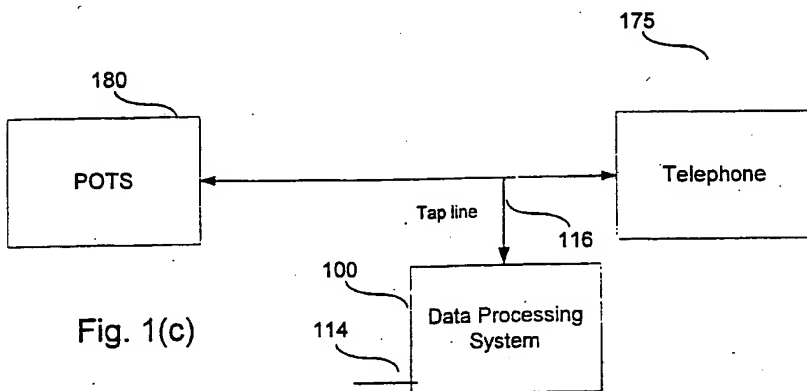 175
180
POTS
Telephone
Tap line
116
100
Data Processing
System
Fig. 1(c)
114